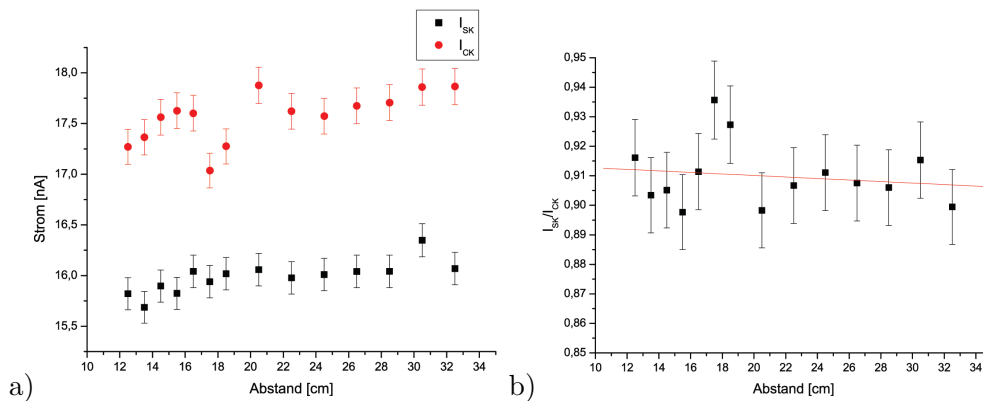 I_SK
I_CK
18,0
17,5
17,0
16,5
16,0
15,5
Strom [nA]
10 12 14 16 18 20 22 24 26 28 30 32 34
Abstand [cm]
a)
0,95
0,94
0,93
0,92
0,91
0,90
0,89
0,88
0,87
0,86
0,85
I_SK/I_CK
10 12 14 16 18 20 22 24 26 28 30 32 34
Abstand [cm]
b)